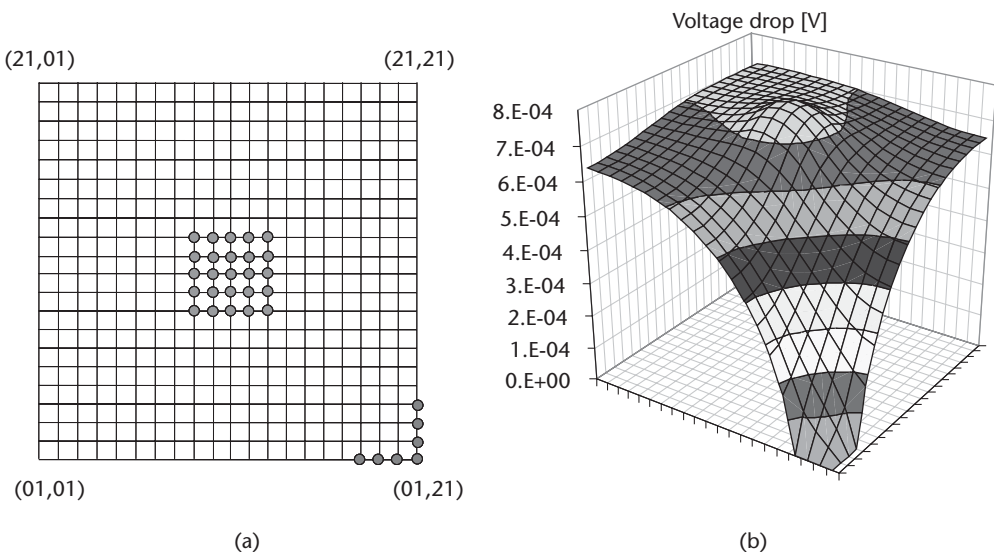 (21,01)
(21,21)
(01,01)
(01,21)
(a)
Voltage drop [V]
8.E-04
7.E-04
6.E-04
5.E-04
4.E-04
3.E-04
2.E-04
1.E-04
0.E+00
(b)